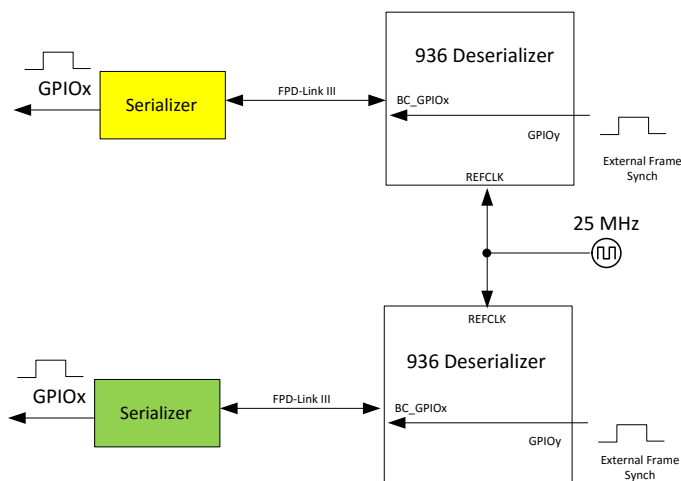 936 Deserializer
GPIOx
Serializer
FPD-Link III
BC_GPIOx
GPIOy
External Frame
Synch
REFCLK
25 MHz
REFCLK
936 Deserializer
GPIOx
Serializer
FPD-Link III
BC_GPIOx
GPIOy
External Frame
Synch